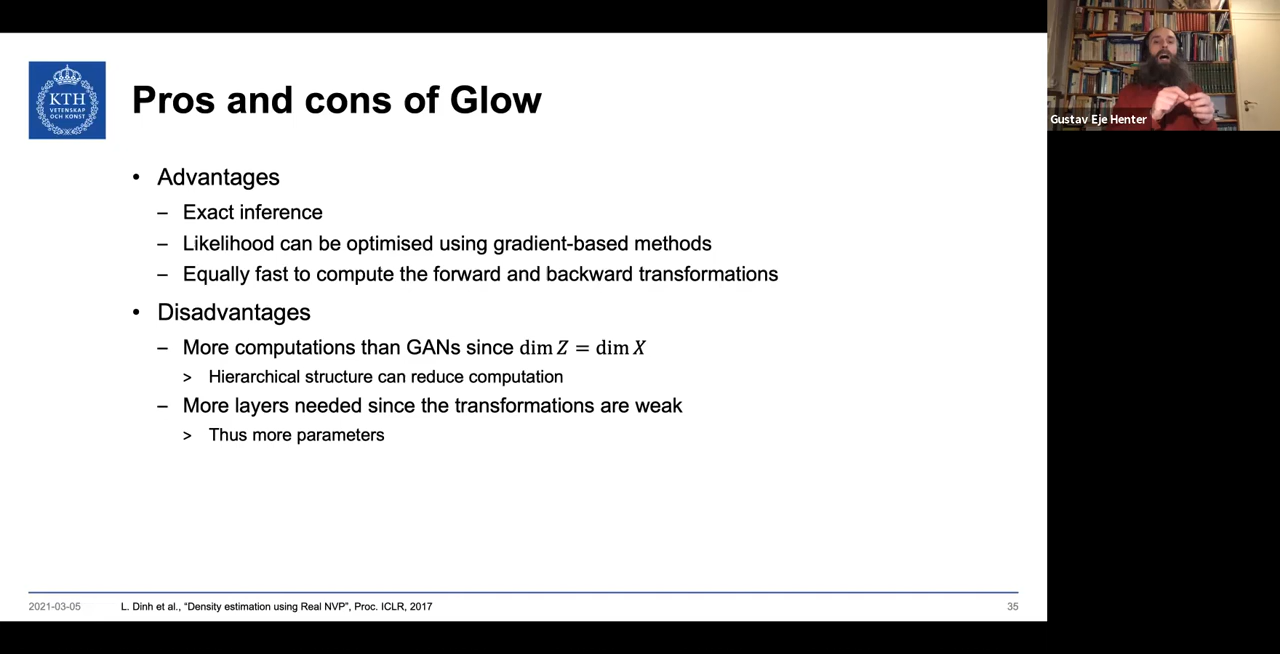 KTH
VETENSKAP
OCH KONST
Pros and cons of Glow
Gustav Eje Henter
• Advantages
– Exact inference
– Likelihood can be optimised using gradient-based methods
– Equally fast to compute the forward and backward transformations
• Disadvantages
– More computations than GANs since dim Z = dim X
> Hierarchical structure can reduce computation
– More layers needed since the transformations are weak
> Thus more parameters
2021-03-05 L. Dinh et al., “Density estimation using Real NVP”, Proc. ICLR, 2017 35